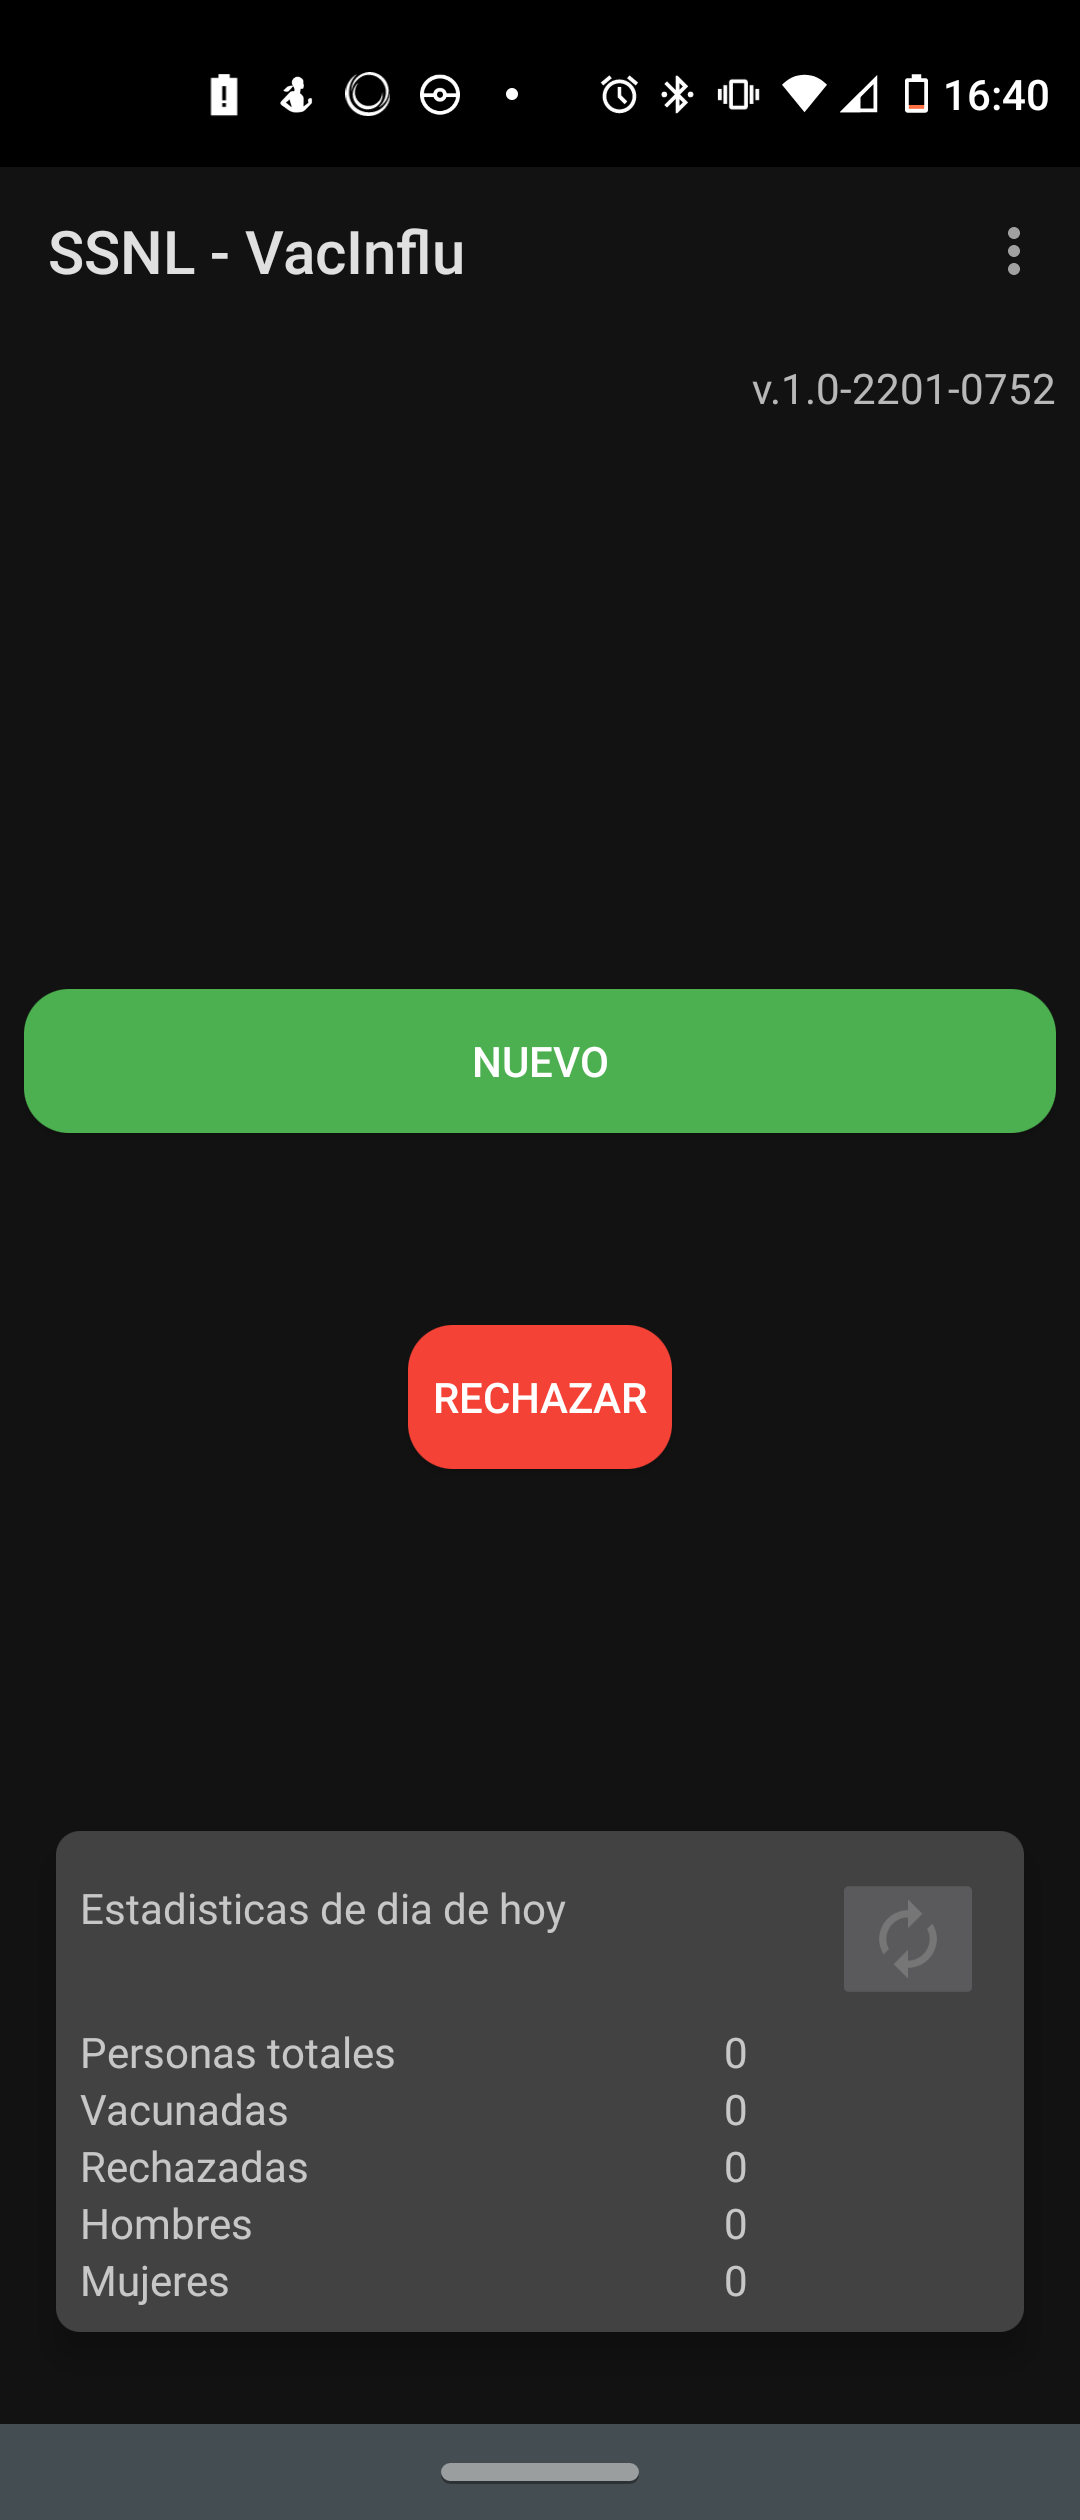 16:40
SSNL - VacInflu
v.1.0-2201-0752
NUEVO
RECHAZAR
Estadisticas de dia de hoy
Personas totales 0
Vacunadas 0
Rechazadas 0
Hombres 0
Mujeres 0